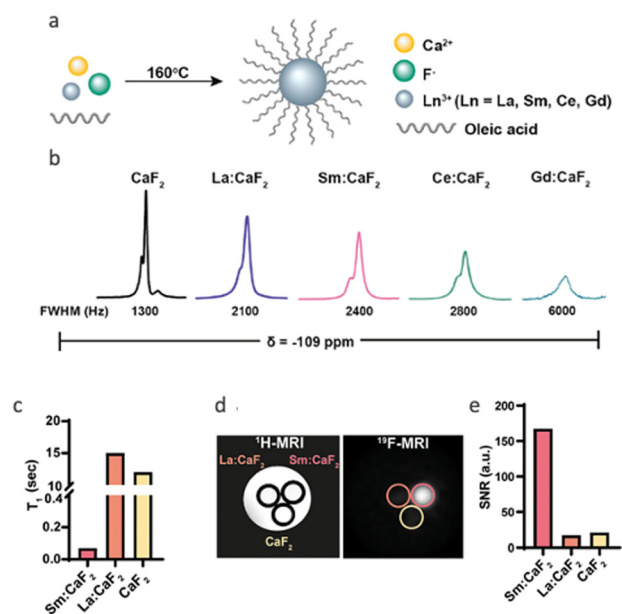 a
160°C
Ca²⁺
F⁻
Ln³⁺ (Ln = La, Sm, Ce, Gd)
Oleic acid
b
CaF₂ La:CaF₂ Sm:CaF₂ Ce:CaF₂ Gd:CaF₂
FWHM (Hz) 1300 2100 2400 2800 6000
δ = -109 ppm
c
T₁ (sec)
20
15
10
0.4
0.2
0.0
Sm:CaF₂ La:CaF₂ CaF₂
d .
¹H-MRI ¹⁹F-MRI
La:CaF₂ Sm:CaF₂
CaF₂
e
SNR (a.u.)
200
150
100
50
0
Sm:CaF₂ La:CaF₂ CaF₂